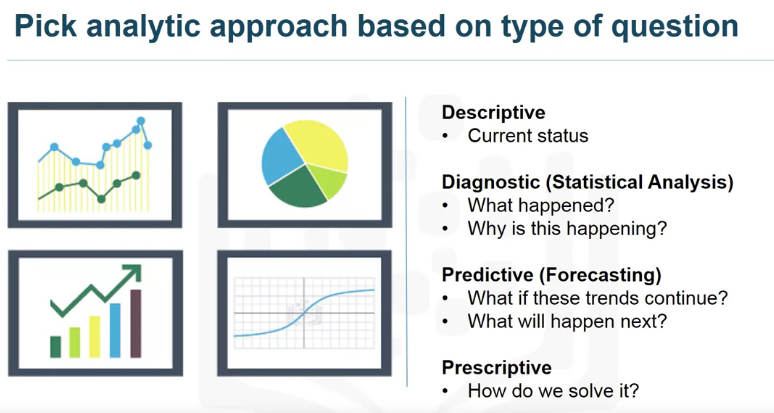 Pick analytic approach based on type of question
Descriptive
• Current status
Diagnostic (Statistical Analysis)
• What happened?
• Why is this happening?
Predictive (Forecasting)
• What if these trends continue?
• What will happen next?
Prescriptive
• How do we solve it?